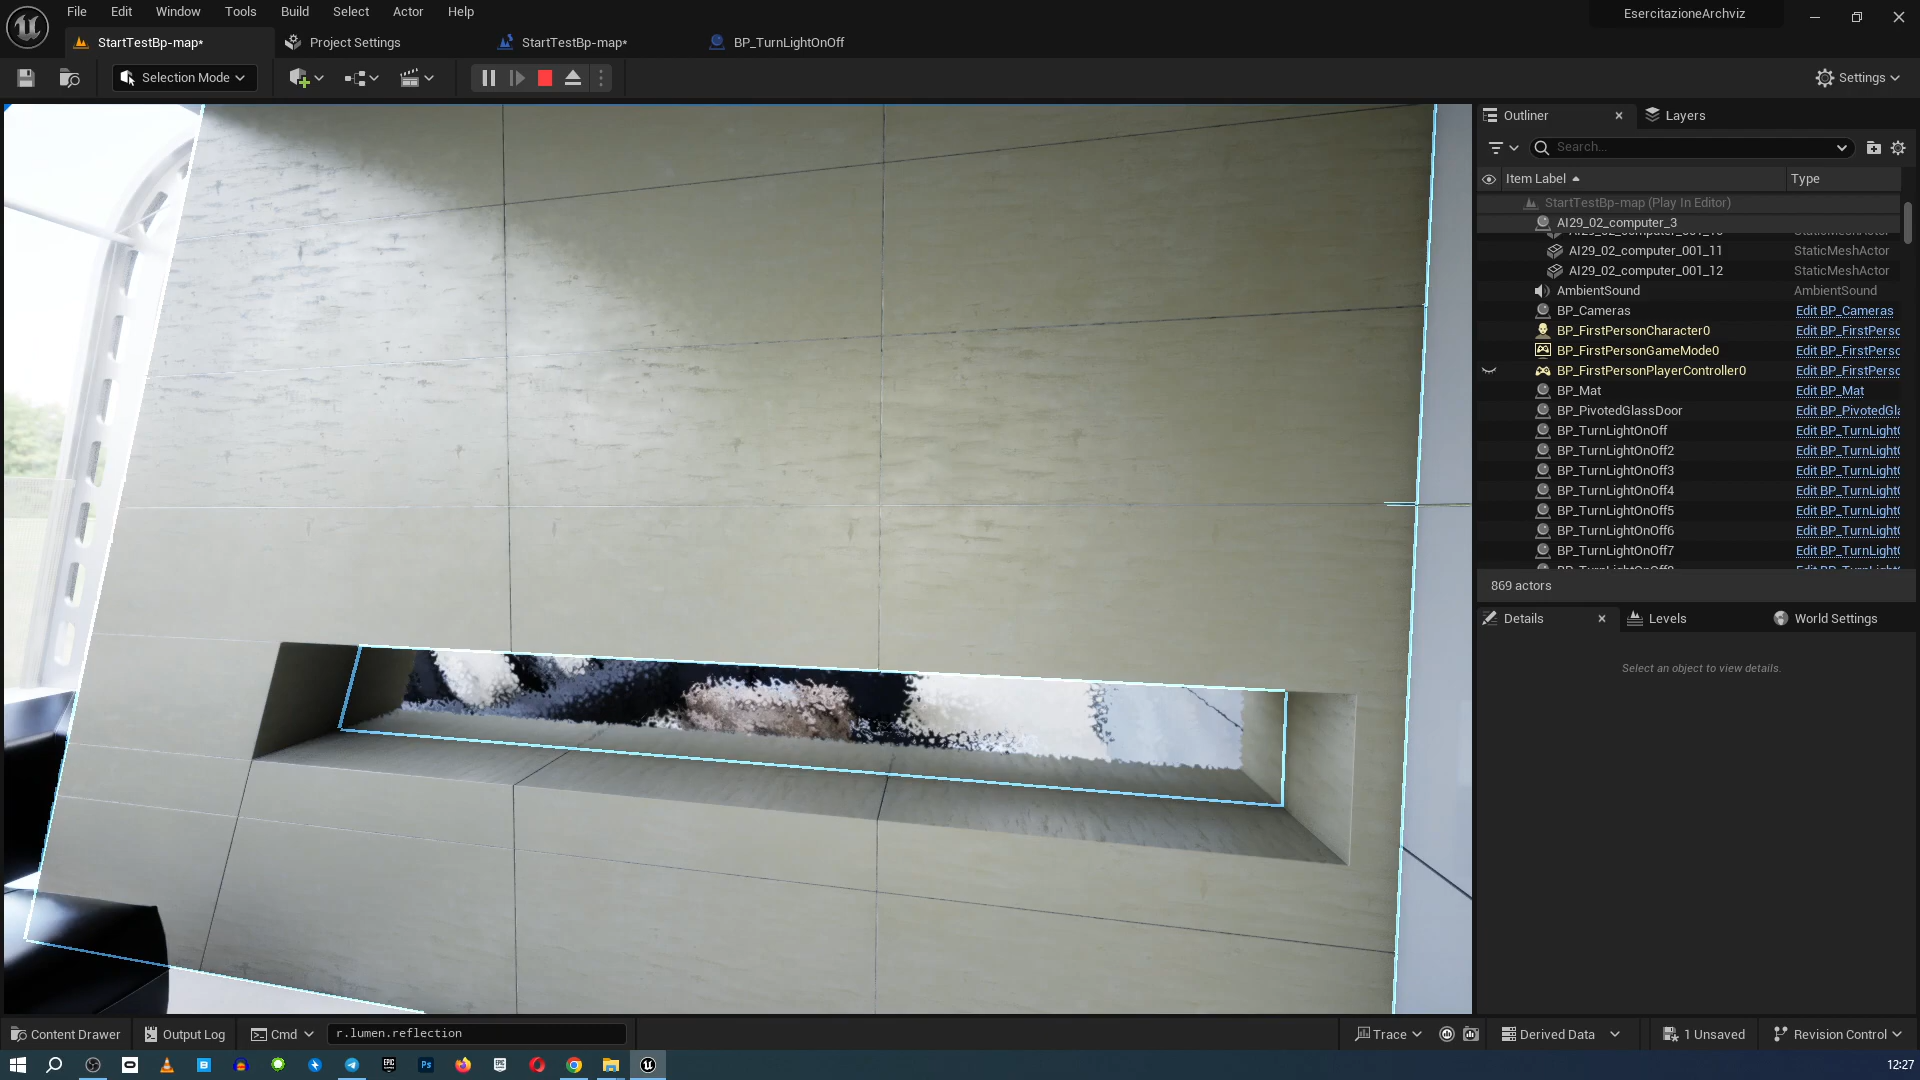 File Edit Window Tools Build Select Actor Help
EsercitazioneArchviz
StartTestBp-map* Project Settings StartTestBp-map* BP_TurnLightOnOff
Selection Mode Settings
Outliner Layers
Search...
Item Label Type
StartTestBp-map (Play In Editor)
AI29_02_computer_3
AI29_02_computer_001_11 StaticMeshActor
AI29_02_computer_001_12 StaticMeshActor
AmbientSound AmbientSound
BP_Cameras Edit BP_Cameras
BP_FirstPersonCharacter0 Edit BP_FirstPerso
BP_FirstPersonGameMode0 Edit BP_FirstPerso
BP_FirstPersonPlayerController0 Edit BP_FirstPerso
BP_Mat Edit BP_Mat
BP_PivotedGlassDoor Edit BP_PivotedGla
BP_TurnLightOnOff Edit BP_TurnLight
BP_TurnLightOnOff2 Edit BP_TurnLight
BP_TurnLightOnOff3 Edit BP_TurnLight
BP_TurnLightOnOff4 Edit BP_TurnLight
BP_TurnLightOnOff5 Edit BP_TurnLight
BP_TurnLightOnOff6 Edit BP_TurnLight
BP_TurnLightOnOff7 Edit BP_TurnLight
869 actors
Details Levels World Settings
Select an object to view details.
Content Drawer Output Log Cmd r.lumen.reflection Trace Derived Data 1 Unsaved Revision Control
12:27